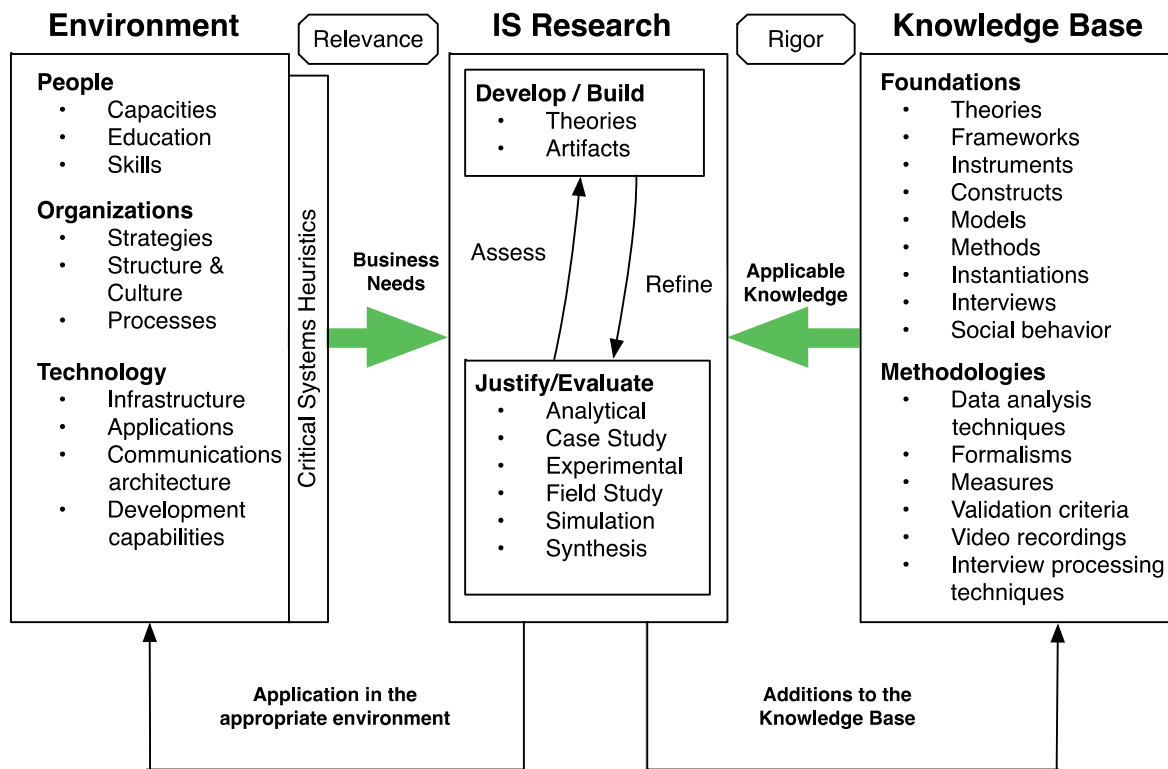 Environment
Relevance
IS Research
Rigor
Knowledge Base
People
• Capacities
• Education
• Skills
Organizations
• Strategies
• Structure &
Culture
• Processes
Technology
• Infrastructure
• Applications
• Communications
architecture
• Development
capabilities
Critical Systems Heuristics
Business
Needs
Develop / Build
• Theories
• Artifacts
Assess
Refine
Justify/Evaluate
• Analytical
• Case Study
• Experimental
• Field Study
• Simulation
• Synthesis
Applicable
Knowledge
Foundations
• Theories
• Frameworks
• Instruments
• Constructs
• Models
• Methods
• Instantiations
• Interviews
• Social behavior
Methodologies
• Data analysis
techniques
• Formalisms
• Measures
• Validation criteria
• Video recordings
• Interview processing
techniques
Application in the
appropriate environment
Additions to the
Knowledge Base